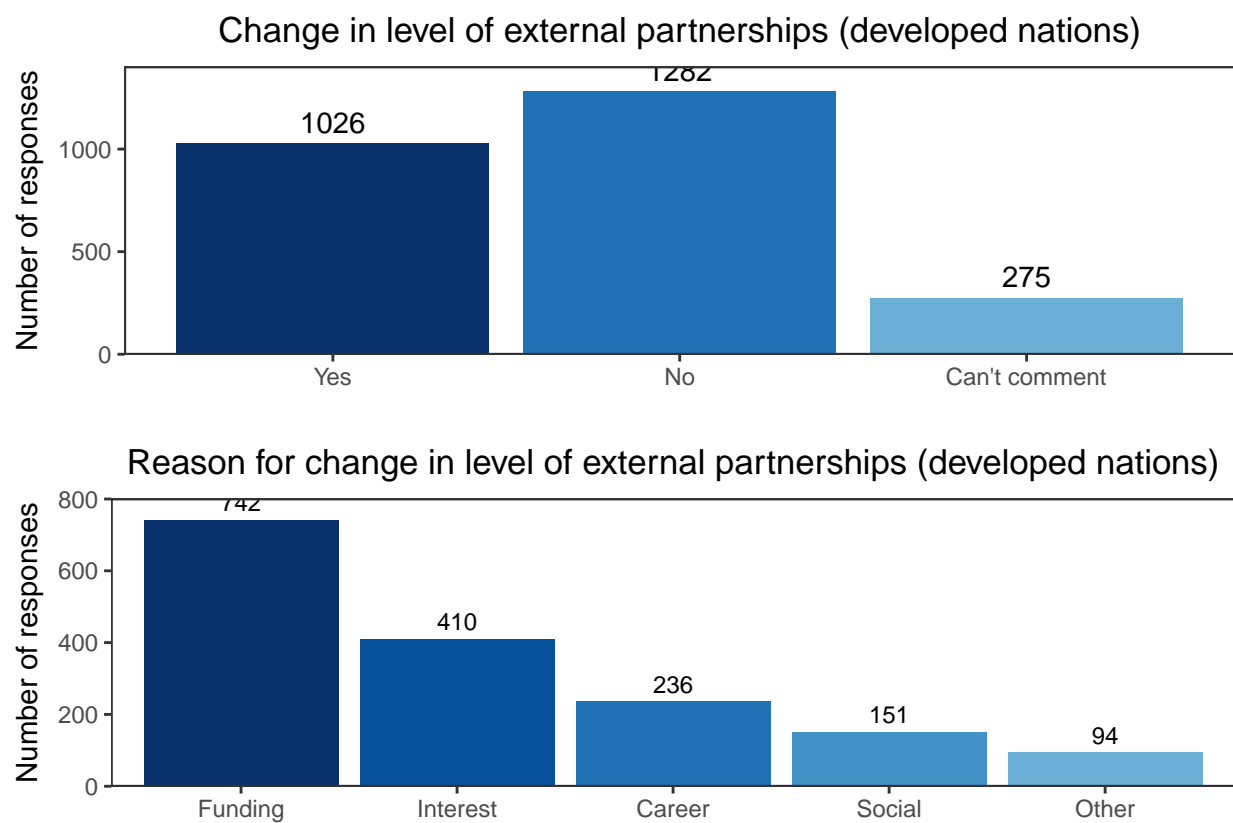 Change in level of external partnerships (developed nations)
Number of responses
1000
500
0
1026
1282
275
Yes
No
Can't comment
Reason for change in level of external partnerships (developed nations)
Number of responses
800
600
400
200
0
742
410
236
151
94
Funding
Interest
Career
Social
Other